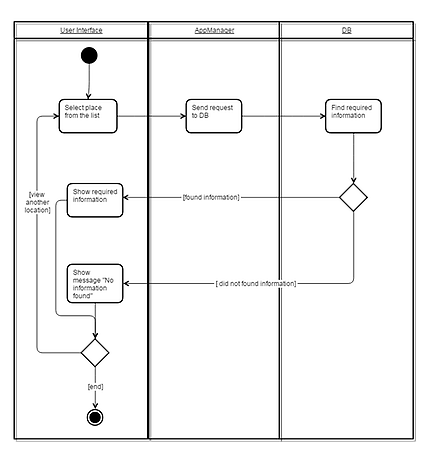 User Interface
AppManager
DB
Select place
from the list
Send request
to DB
Find required
information
[view
another
location]
Show required
information
[found information]
Show
message "No
information
found"
[ did not found information]
[end]